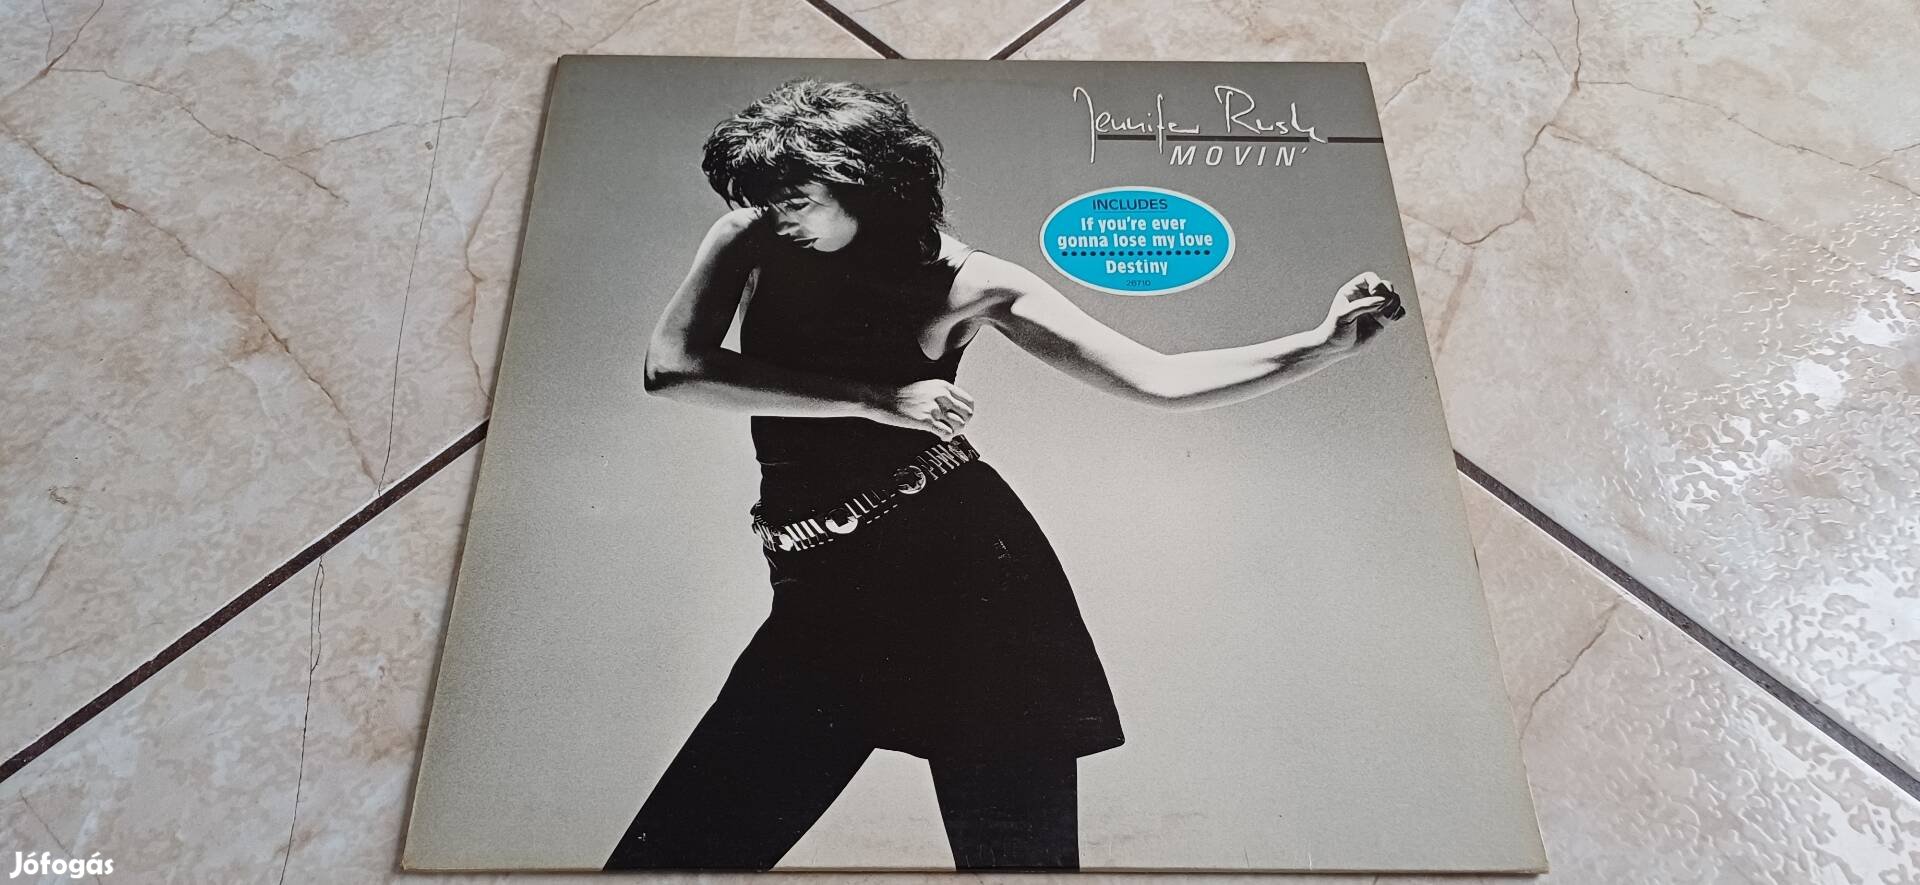 Jennifer Rush
MOVIN'
INCLUDES
If you're ever
gonna lose my love
Destiny
26710
Jófogás